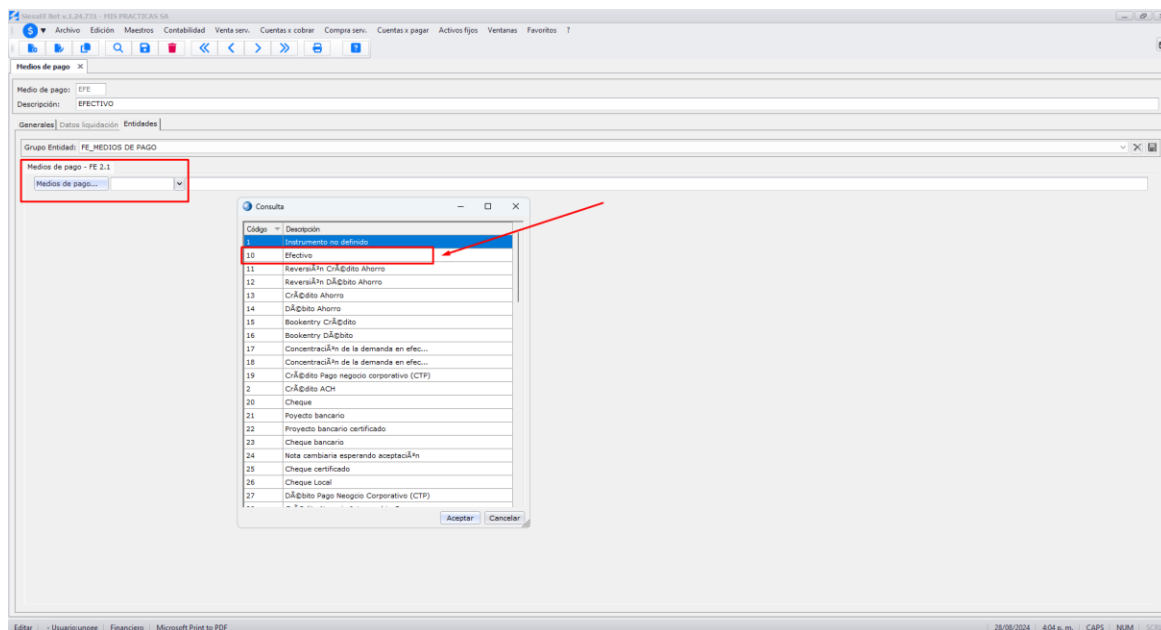 SiesaEE Net v.1.24.731 - MIS PRACTICAS SA
Archivo Edición Maestros Contabilidad Venta serv. Cuentas x cobrar Compra serv. Cuentas x pagar Activos fijos Ventanas Favoritos ?
Medios de pago
Medio de pago: EFE
Descripción: EFECTIVO
Generales Datos liquidación Entidades
Grupo Entidad: FE_MEDIOS DE PAGO
Medios de pago - FE 2.1
Medios de pago...
Consulta
Código Descripción
1 Instrumento no definido
10 Efectivo
11 ReversiÃ³n CrÃ©dito Ahorro
12 ReversiÃ³n DÃ©bito Ahorro
13 CrÃ©dito Ahorro
14 DÃ©bito Ahorro
15 Bookentry CrÃ©dito
16 Bookentry DÃ©bito
17 ConcentraciÃ³n de la demanda en efec...
18 ConcentraciÃ³n de la demanda en efec...
19 CrÃ©dito Pago negocio corporativo (CTP)
2 CrÃ©dito ACH
20 Cheque
21 Poyecto bancario
22 Proyecto bancario certificado
23 Cheque bancario
24 Nota cambiaria esperando aceptaciÃ³n
25 Cheque certificado
26 Cheque Local
27 DÃ©bito Pago Neogcio Corporativo (CTP)
Aceptar Cancelar
Editar - Usuario:unoee Financiero Microsoft Print to PDF 28/08/2024 4:04 p. m. CAPS NUM